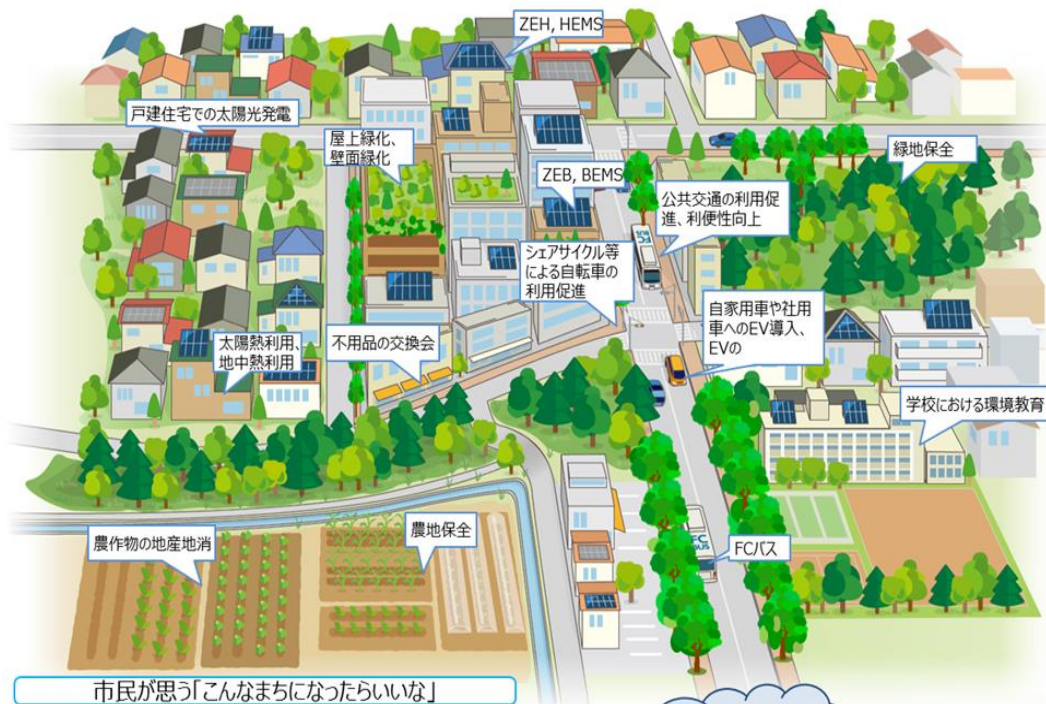 ZEH, HEMS
戸建住宅での太陽光発電
屋上緑化、
壁面緑化
緑地保全
ZEB, BEMS
公共交通の利用促
進、利便性向上
シェアサイクル等
による自転車の
利用促進
自家用車や社用
車へのEV導入、
EVの
太陽熱利用、
地中熱利用
不用品の交換会
学校における環境教育
農作物の地産地消
農地保全
FC
BUS
FCバス
市民が思う「こんなまちになったらいいな」